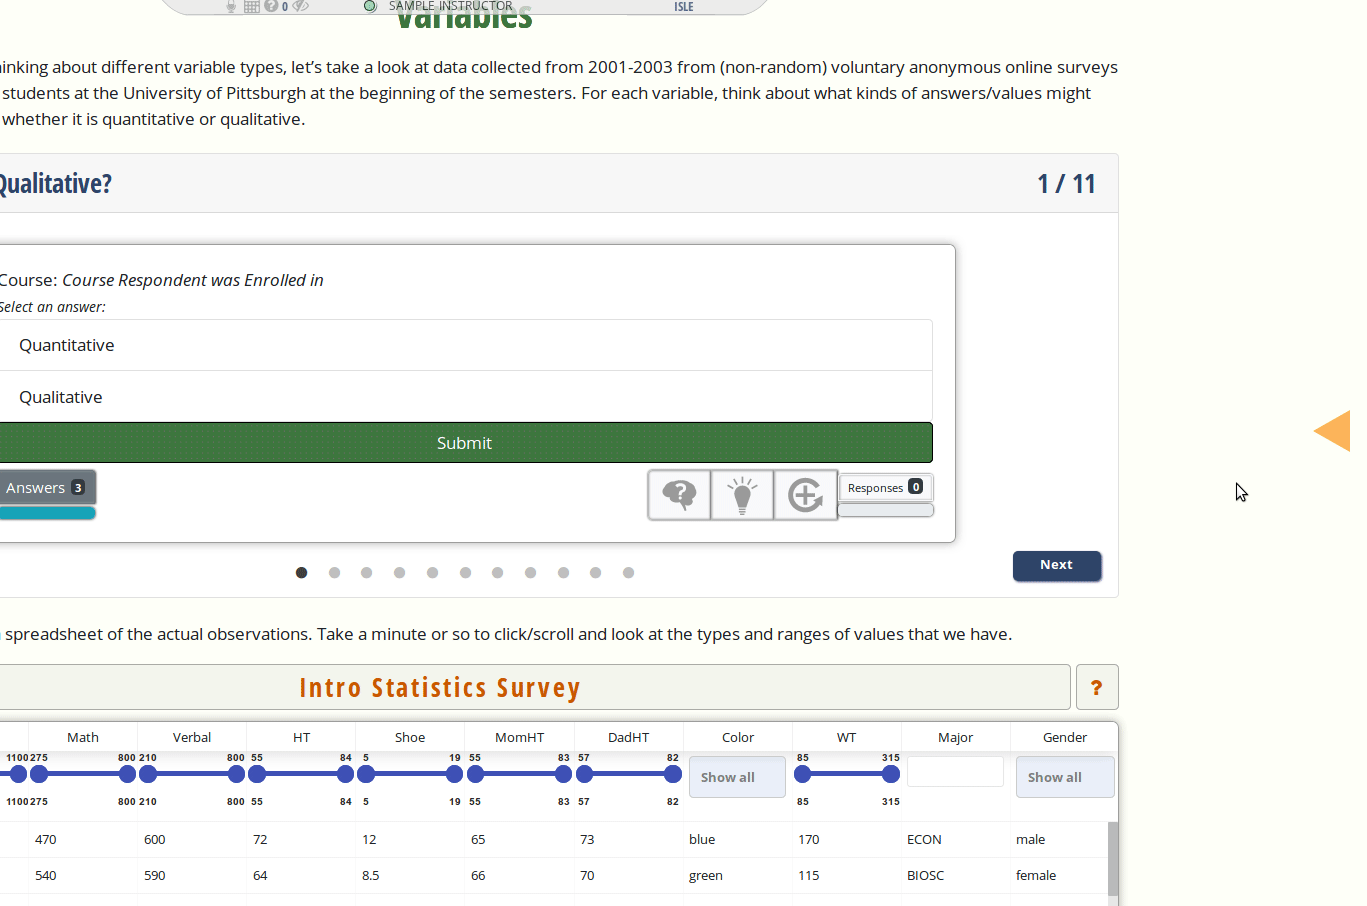 0 SAMPLE INSTRUCTOR ISLE
Variables
inking about different variable types, let’s take a look at data collected from 2001-2003 from (non-random) voluntary anonymous online surveys
students at the University of Pittsburgh at the beginning of the semesters. For each variable, think about what kinds of answers/values might
whether it is quantitative or qualitative.
Qualitative?
1 / 11
Course: Course Respondent was Enrolled in
Select an answer:
Quantitative
Qualitative
Submit
Answers 3
Responses 0
Next
spreadsheet of the actual observations. Take a minute or so to click/scroll and look at the types and ranges of values that we have.
Intro Statistics Survey
?
Math Verbal HT Shoe MomHT DadHT Color WT Major Gender
1100 275 800 210 800 55 84 5 19 55 83 57 82 85 315
Show all Show all
1100 275 800 210 800 55 84 5 19 55 83 57 82 85 315
470 600 72 12 65 73 blue 170 ECON male
540 590 64 8.5 66 70 green 115 BIOSC female